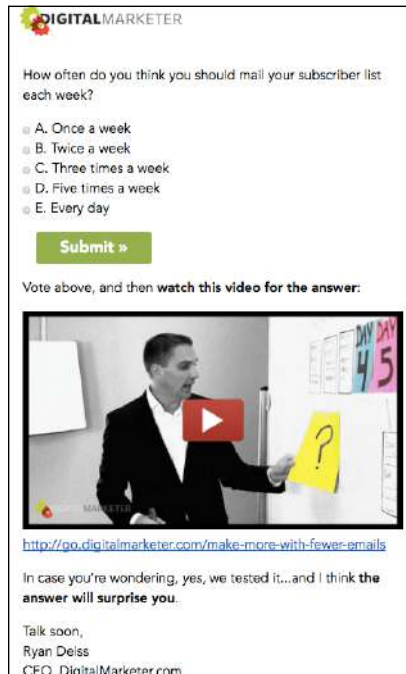 DIGITALMARKETER
How often do you think you should mail your subscriber list
each week?
A. Once a week
B. Twice a week
C. Three times a week
D. Five times a week
E. Every day
Submit »
Vote above, and then watch this video for the answer:
DAY 4
DAY 5
?
DIGITALMARKETER
http://go.digitalmarketer.com/make-more-with-fewer-emails
In case you're wondering, yes, we tested it...and I think the
answer will surprise you.
Talk soon,
Ryan Deiss
CEO, DigitalMarketer.com